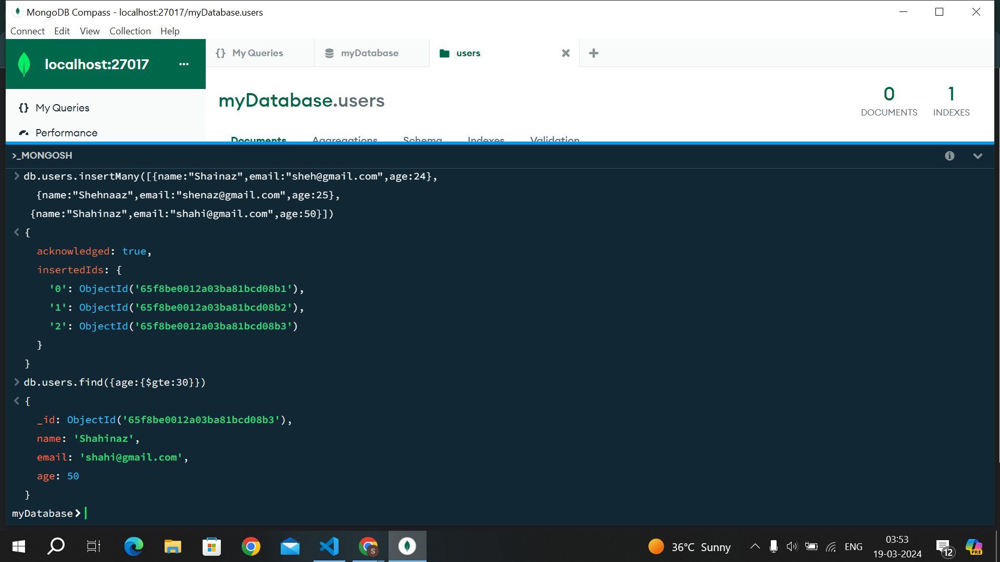 MongoDB Compass - localhost:27017/myDatabase.users
Connect Edit View Collection Help
localhost:27017 ...
{} My Queries
myDatabase
users
myDatabase.users
0
DOCUMENTS
1
INDEXES
{} My Queries
Performance
Documents Aggregations Schema Indexes Validation
>_MONGOSH
> db.users.insertMany([{name:"Shainaz",email:"sheh@gmail.com",age:24},
{name:"Shehnaaz",email:"shenaz@gmail.com",age:25},
{name:"Shahinaz",email:"shahi@gmail.com",age:50}])
< {
acknowledged: true,
insertedIds: {
'0': ObjectId('65f8be0012a03ba81bcd08b1'),
'1': ObjectId('65f8be0012a03ba81bcd08b2'),
'2': ObjectId('65f8be0012a03ba81bcd08b3')
}
}
> db.users.find({age:{$gte:30}})
< {
_id: ObjectId('65f8be0012a03ba81bcd08b3'),
name: 'Shahinaz',
email: 'shahi@gmail.com',
age: 50
}
myDatabase>
S
36°C Sunny
ENG
03:53
19-03-2024
12
PRE